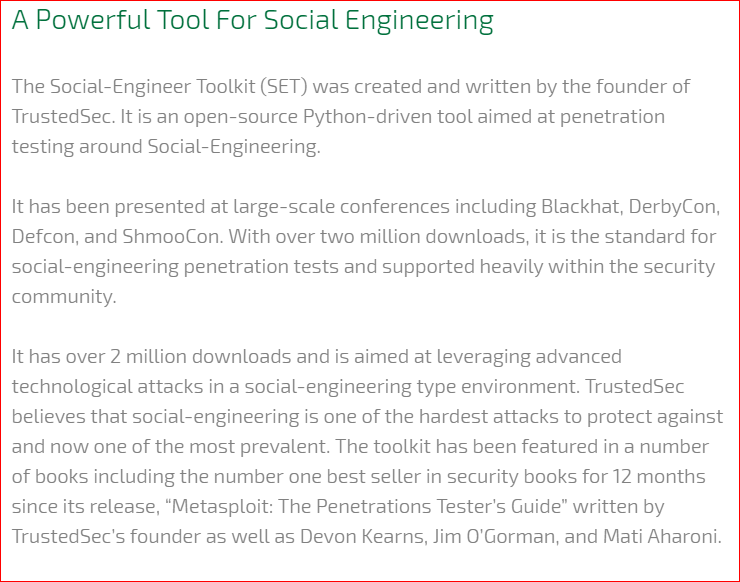 A Powerful Tool For Social Engineering
The Social-Engineer Toolkit (SET) was created and written by the founder of
TrustedSec. It is an open-source Python-driven tool aimed at penetration
testing around Social-Engineering.
It has been presented at large-scale conferences including Blackhat, DerbyCon,
Defcon, and ShmooCon. With over two million downloads, it is the standard for
social-engineering penetration tests and supported heavily within the security
community.
It has over 2 million downloads and is aimed at leveraging advanced
technological attacks in a social-engineering type environment. TrustedSec
believes that social-engineering is one of the hardest attacks to protect against
and now one of the most prevalent. The toolkit has been featured in a number
of books including the number one best seller in security books for 12 months
since its release, “Metasploit: The Penetrations Tester’s Guide” written by
TrustedSec’s founder as well as Devon Kearns, Jim O’Gorman, and Mati Aharoni.